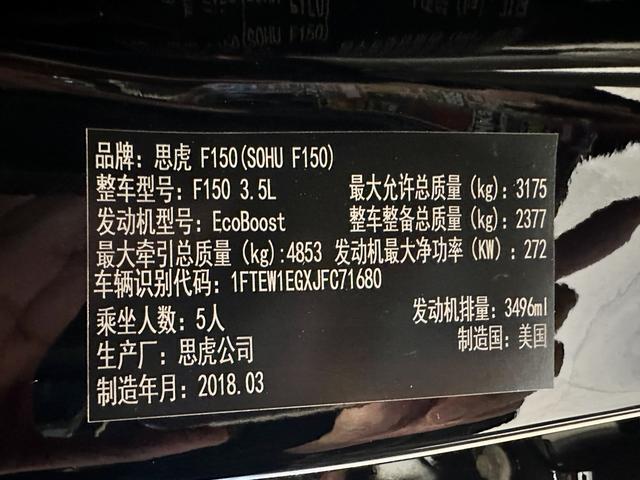 品牌：思虎 F150(SOHU F150)
整车型号：F150 3.5L 最大允许总质量（kg）：3175
发动机型号：EcoBoost 整车整备总质量（kg）：2377
最大牵引总质量（kg）:4853 发动机最大净功率（KW）：272
车辆识别代码：1FTEW1EGXJFC71680
乘坐人数：5人 发动机排量：3496ml
生产厂：思虎公司 制造国：美国
制造年月：2018.03